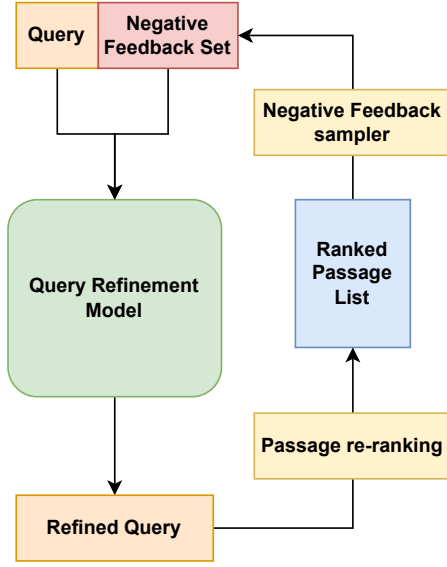 Query
Negative
Feedback Set
Negative Feedback
sampler
Query Refinement
Model
Ranked
Passage
List
Passage re-ranking
Refined Query